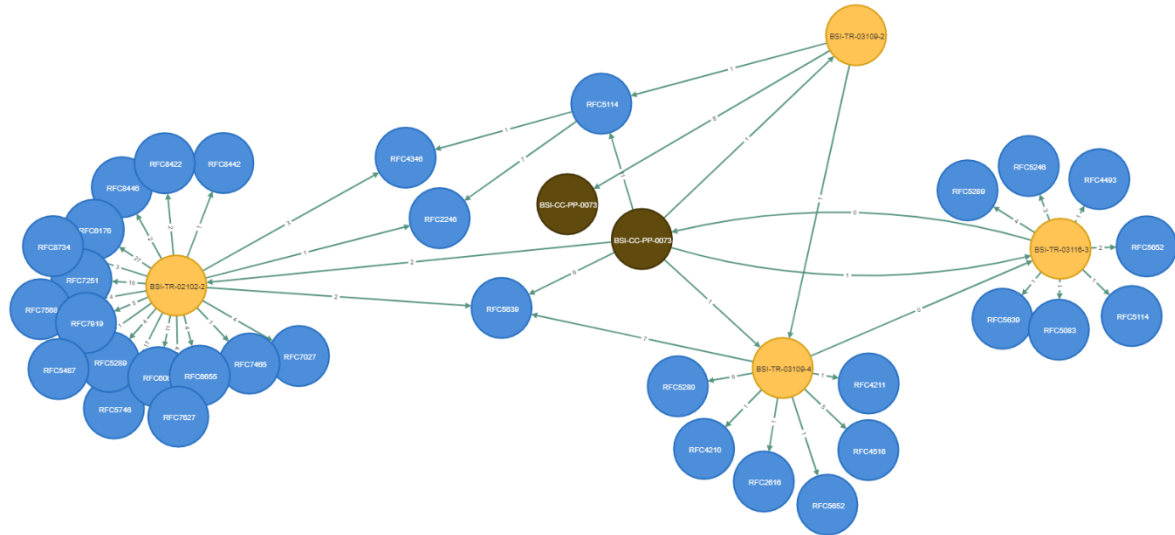 BSI-TR-03109-2
RFC5114
RFC8422
RFC8442
RFC4346
RFC8446
RFC5246
RFC4493
RFC5289
BSI-CC-PP-0073
RFC2246
RFC6176
RFC8734
BSI-CC-PP-0073
BSI-TR-03116-3
RFC5652
RFC7251
BSI-TR-02102-2
RFC7568
RFC7919
RFC5639
RFC5639
RFC5083
RFC5114
RFC5487
RFC5289
RFC7465
RFC7027
RFC6655
BSI-TR-03109-4
RFC5280
RFC4211
RFC5746
RFC7627
RFC4210
RFC4516
RFC2616
RFC5652